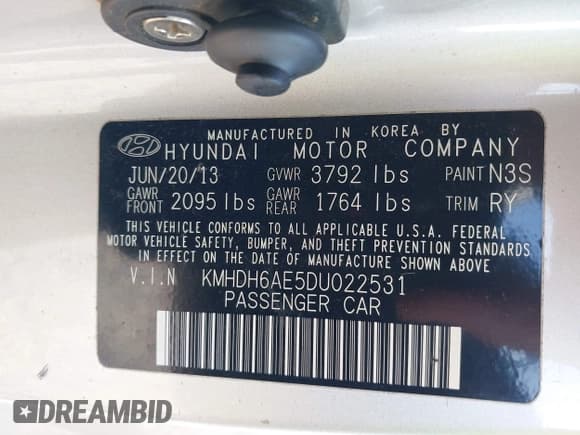 MANUFACTURED IN KOREA BY
HYUNDAI MOTOR COMPANY
JUN/20/13 GVWR 3792 lbs PAINT N3S
GAWR FRONT 2095 lbs GAWR REAR 1764 lbs TRIM RY
THIS VEHICLE CONFORMS TO ALL APPLICABLE U.S.A. FEDERAL
MOTOR VEHICLE SAFETY, BUMPER, AND THEFT PREVENTION STANDARDS
IN EFFECT ON THE DATE OF MANUFACTURE SHOWN ABOVE
V.I.N KMHDH6AE5DU022531
PASSENGER CAR
DREAMBID